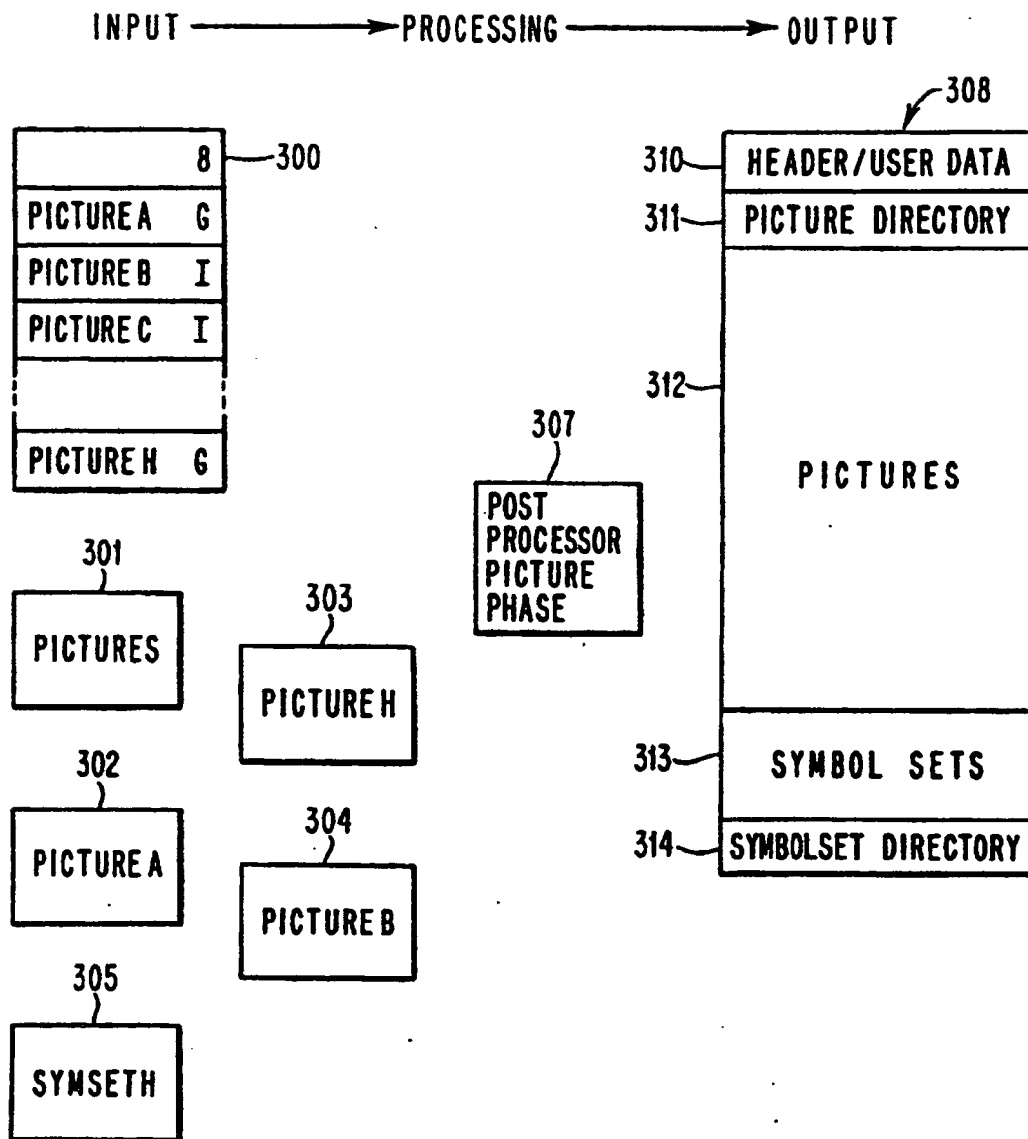 INPUT PROCESSING OUTPUT
308
8 300
PICTURE A G
PICTURE B I
PICTURE C I
PICTURE H G
301
PICTURES
303
PICTURE H
302
PICTURE A
304
PICTURE B
305
SYMSETH
307
POST
PROCESSOR
PICTURE
PHASE
310 HEADER/USER DATA
311 PICTURE DIRECTORY
312
PICTURES
313 SYMBOL SETS
314 SYMBOLSET DIRECTORY